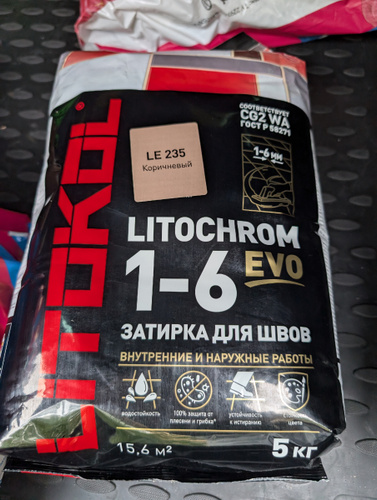 LITOKOL
СООТВЕТСТВУЕТ
CG2 WA
ГОСТ Р 58271
LE 235
Коричневый
1-6 мм
LITOCHROM
1-6 EVO
ЗАТИРКА ДЛЯ ШВОВ
ВНУТРЕННИЕ И НАРУЖНЫЕ РАБОТЫ
водостойкость
100% защита от
плесени и грибка*
устойчивость
к истиранию
цвета
15,6 м²
5 кг